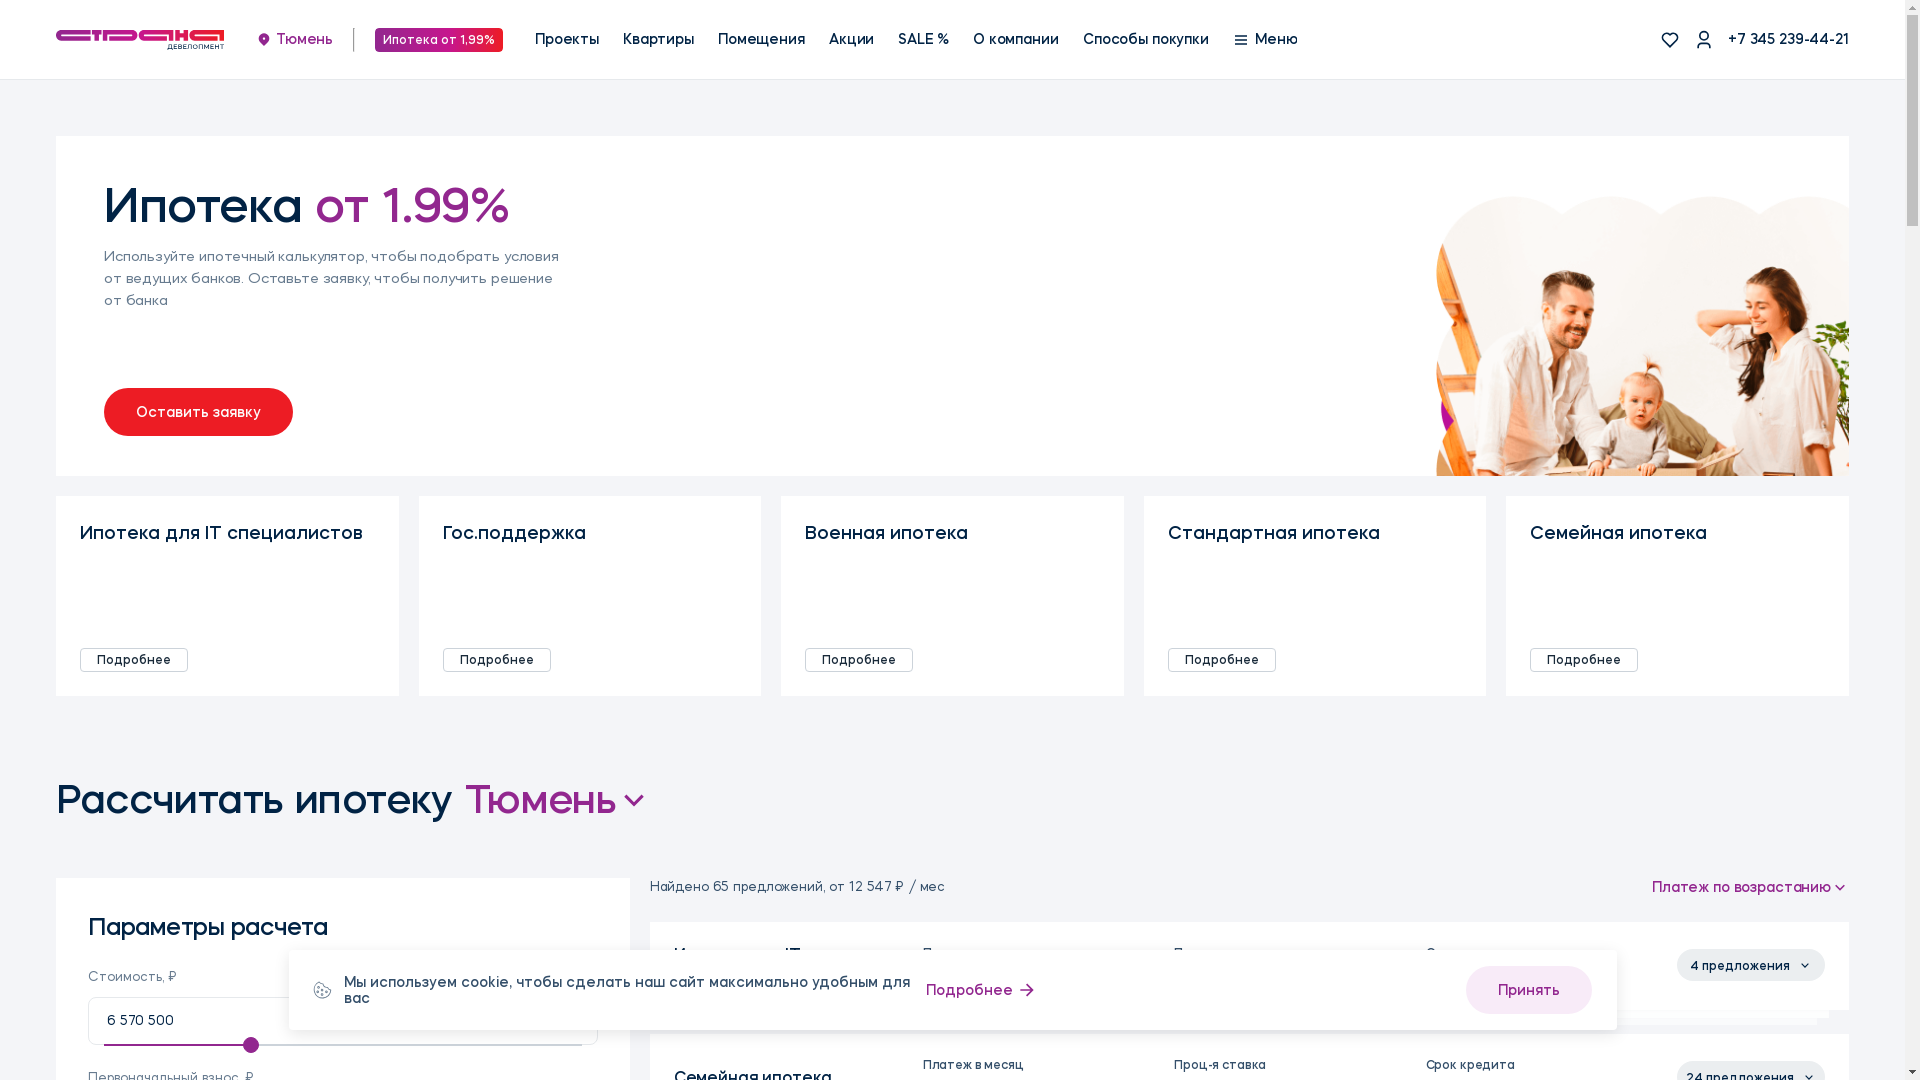 СТРАНА
ДЕВЕЛОПМЕНТ
Тюмень
Ипотека от 1,99%
Проекты
Квартиры
Помещения
Акции
SALE %
О компании
Способы покупки
Меню
+7 345 239-44-21
Ипотека от 1.99%
Используйте ипотечный калькулятор, чтобы подобрать условия
от ведущих банков. Оставьте заявку, чтобы получить решение
от банка
Оставить заявку
Ипотека для IT специалистов
Подробнее
Гос.поддержка
Подробнее
Военная ипотека
Подробнее
Стандартная ипотека
Подробнее
Семейная ипотека
Подробнее
Рассчитать ипотеку Тюмень
Параметры расчета
Стоимость, ₽
6 570 500
Первоначальный взнос, ₽
Найдено 65 предложений, от 12 547 ₽ / мес
Платеж по возрастанию
4 предложения
Семейная ипотека
Платеж в месяц
Проц-я ставка
Срок кредита
24 предложения
Мы используем cookie, чтобы сделать наш сайт максимально удобным для
вас
Подробнее
Принять